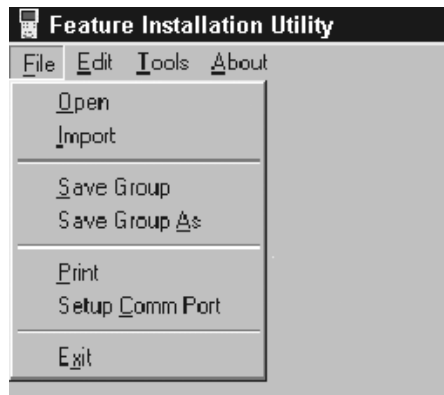 Feature Installation Utility
File Edit Tools About
Open
Import
Save Group
Save Group As
Print
Setup Comm Port
Exit